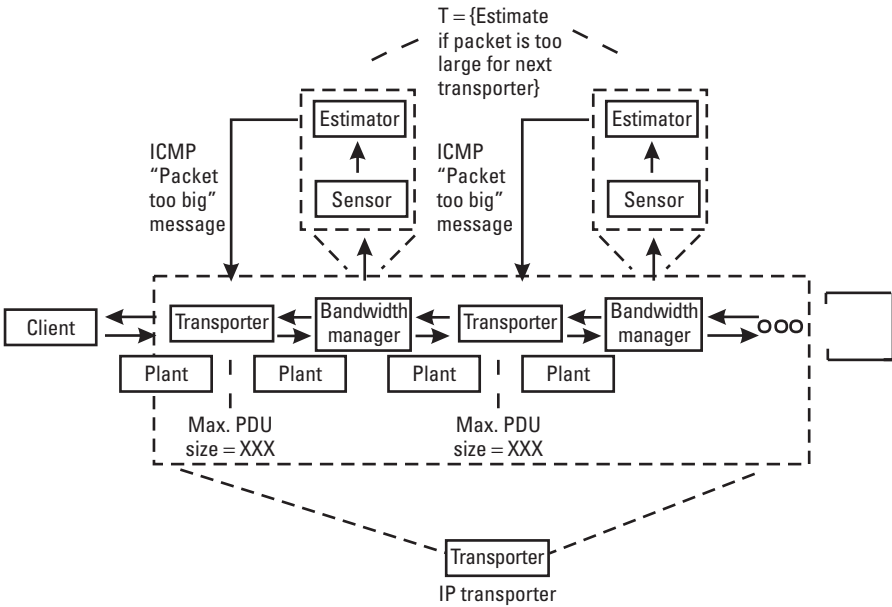 T = {Estimate
if packet is too
large for next
transporter}
Estimator
Sensor
ICMP
“Packet
too big”
message
Estimator
Sensor
ICMP
“Packet
too big”
message
Client
Transporter
Bandwidth
manager
Transporter
Bandwidth
manager
Plant
Plant
Plant
Plant
Max. PDU
size = XXX
Max. PDU
size = XXX
Transporter
IP transporter